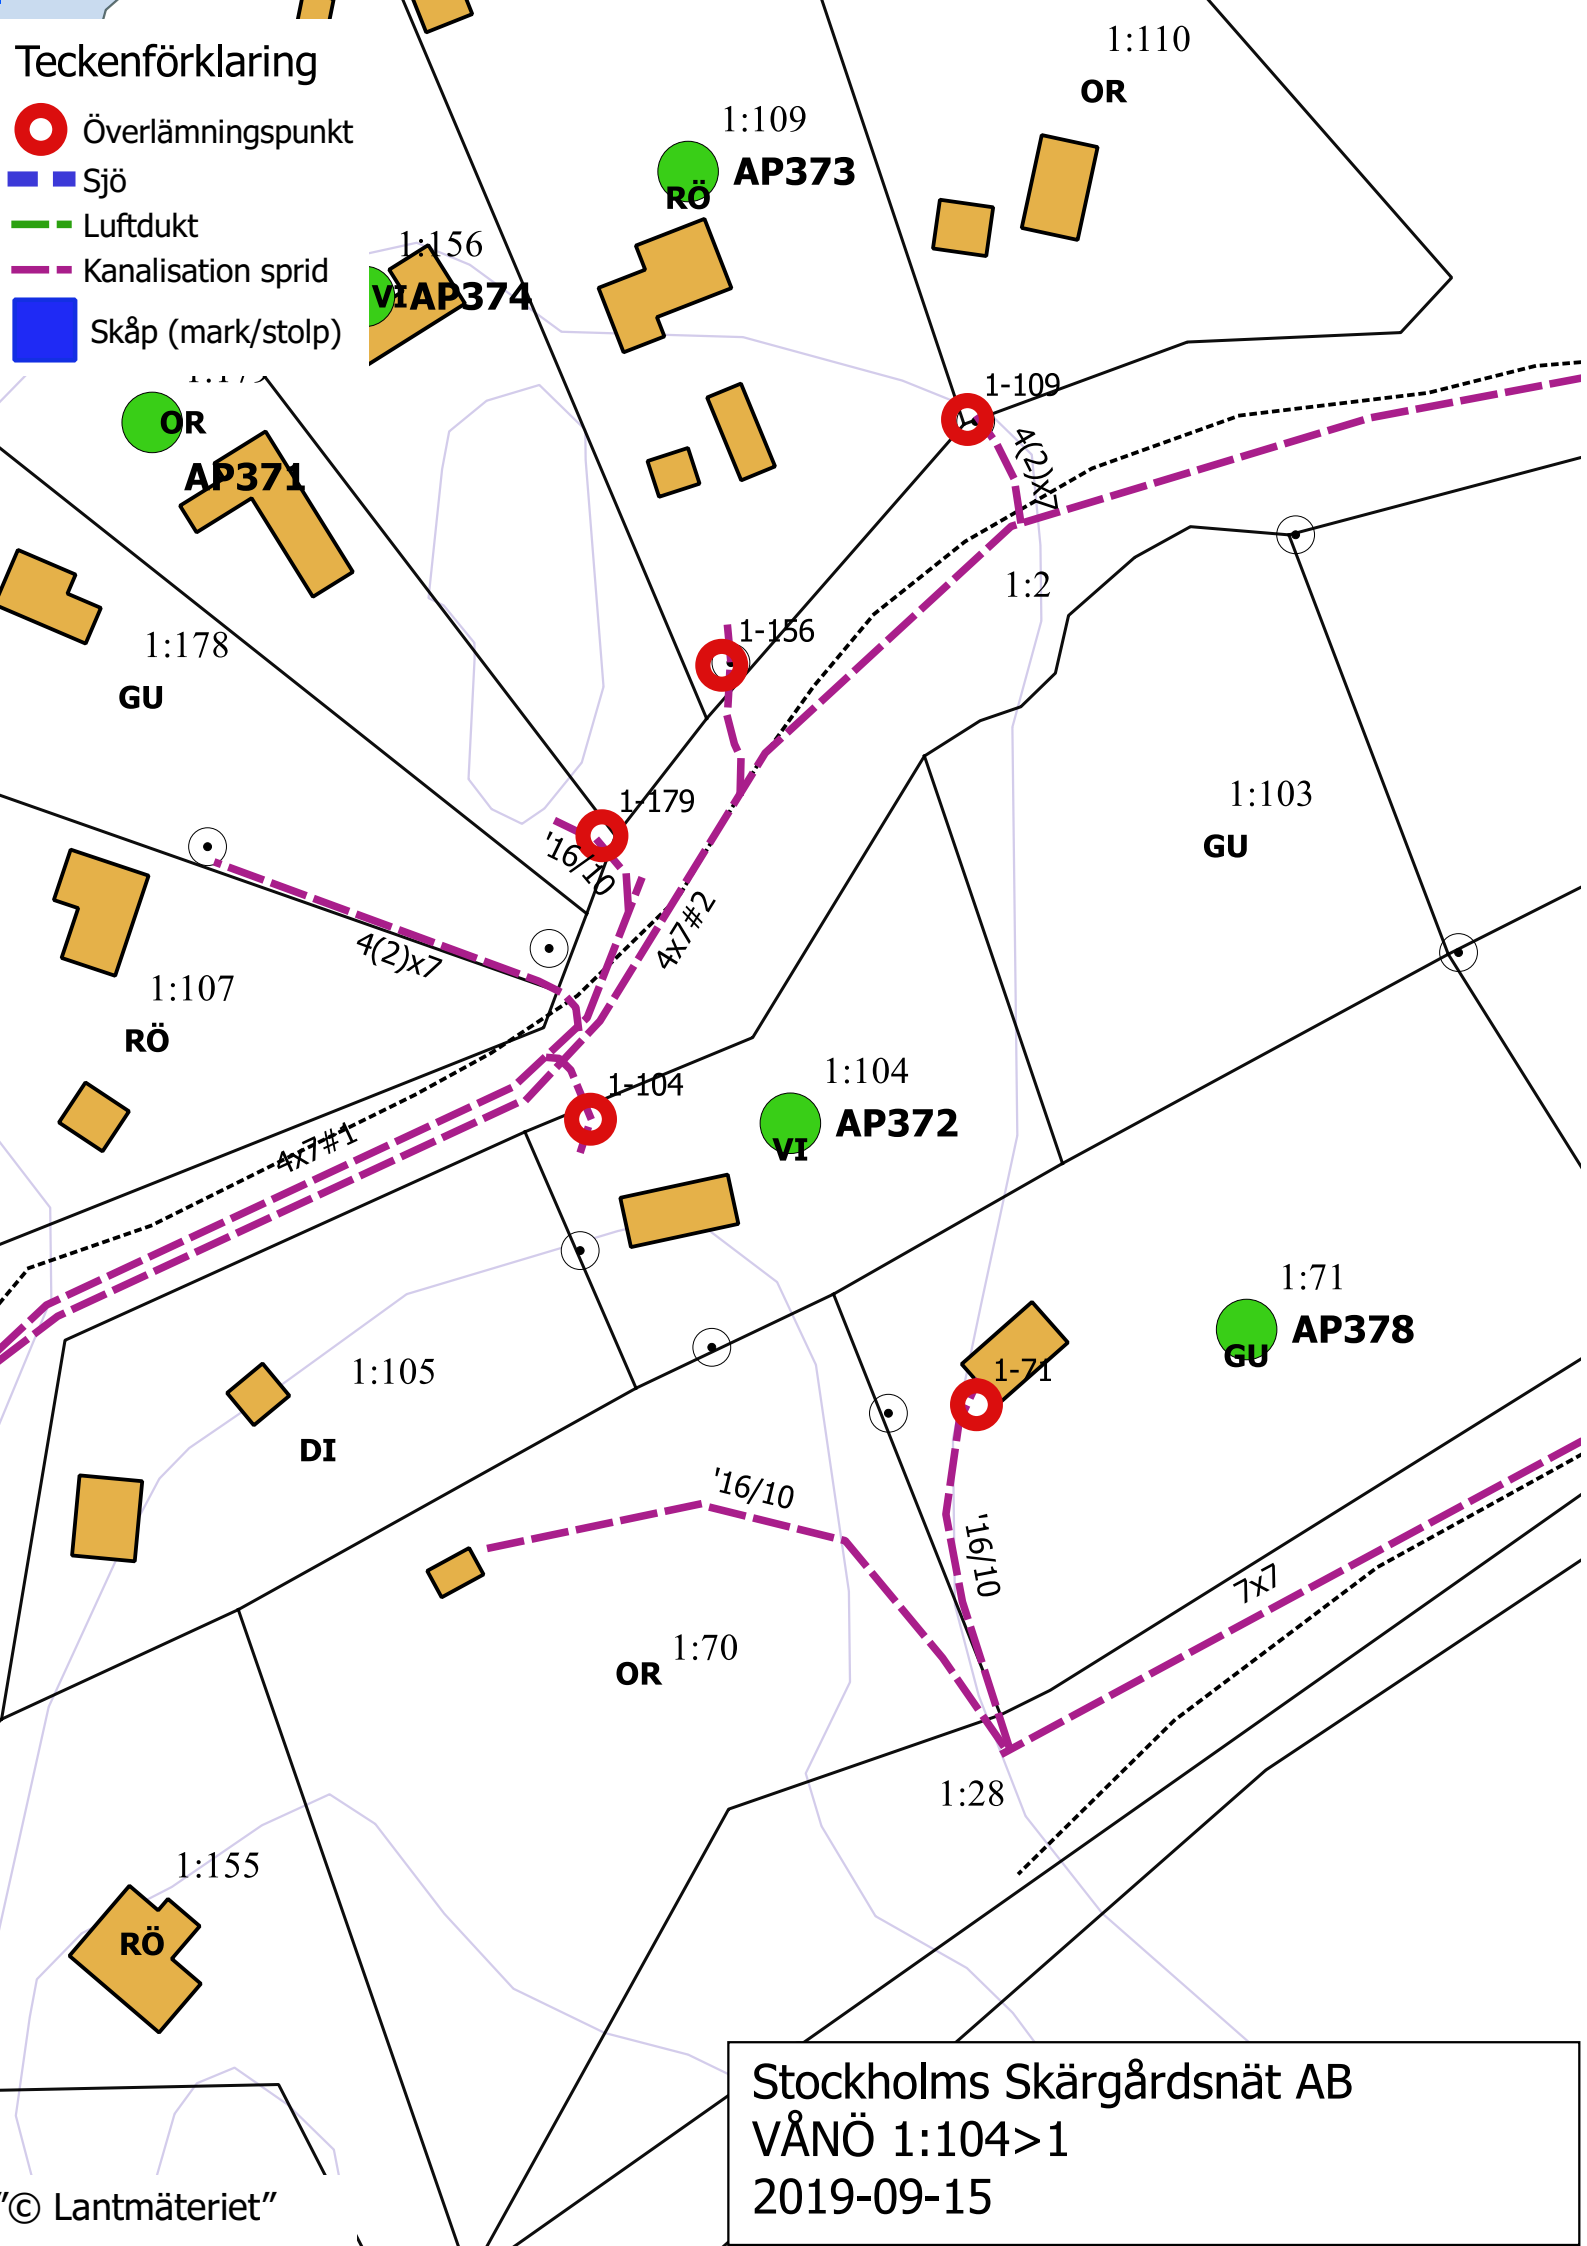 Teckenförklaring
Överlämningspunkt
Sjö
Luftdukt
Kanalisation sprid
Skåp (mark/stolp)
1:110
OR
1:109
AP373
RÖ
1:156
VI AP374
OR
AP371
1-109
4(2)x7
1:2
1-156
1:178
GU
1-179
'16/10
1:103
GU
4x7#2
4(2)x7
1:107
RÖ
1-104
1:104
AP372
VI
4x7#1
1:71
AP378
GU
1-71
1:105
DI
'16/10
'16/10
7x7
1:70
OR
1:28
1:155
RÖ
Stockholms Skärgårdsnät AB
VÅNÖ 1:104>1
2019-09-15
"© Lantmäteriet"